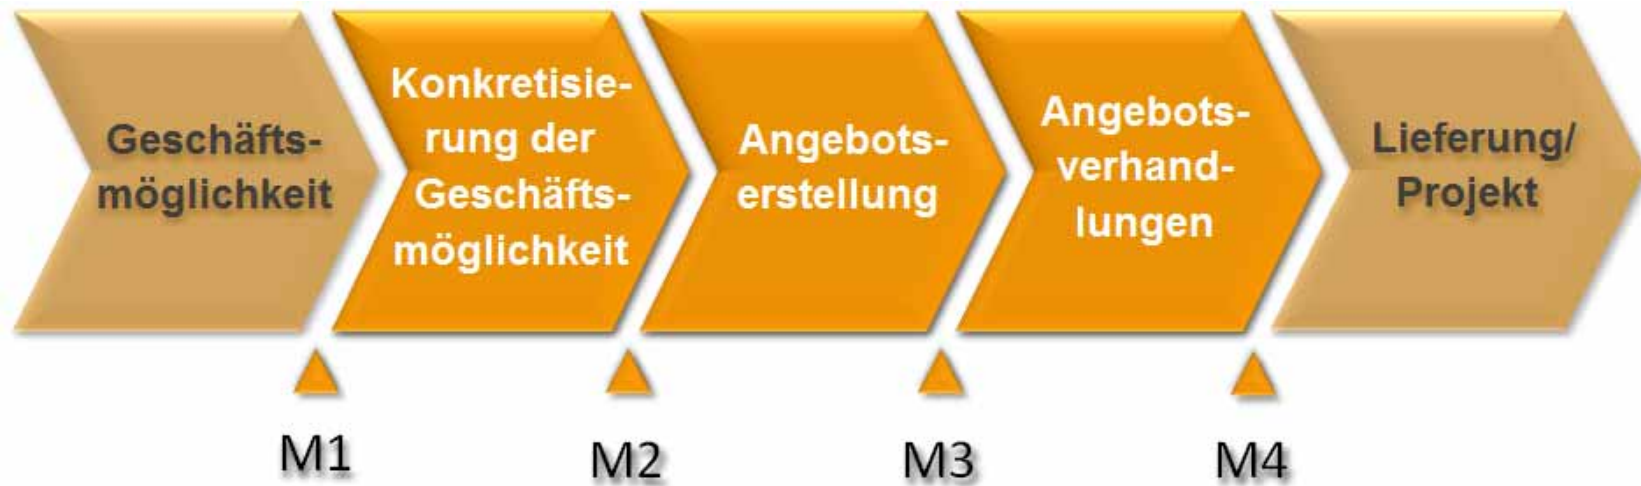 Geschäfts-
möglichkeit
Konkretisie-
rung der
Geschäfts-
möglichkeit
Angebots-
erstellung
Angebots-
verhand-
lungen
Lieferung/
Projekt
M1
M2
M3
M4